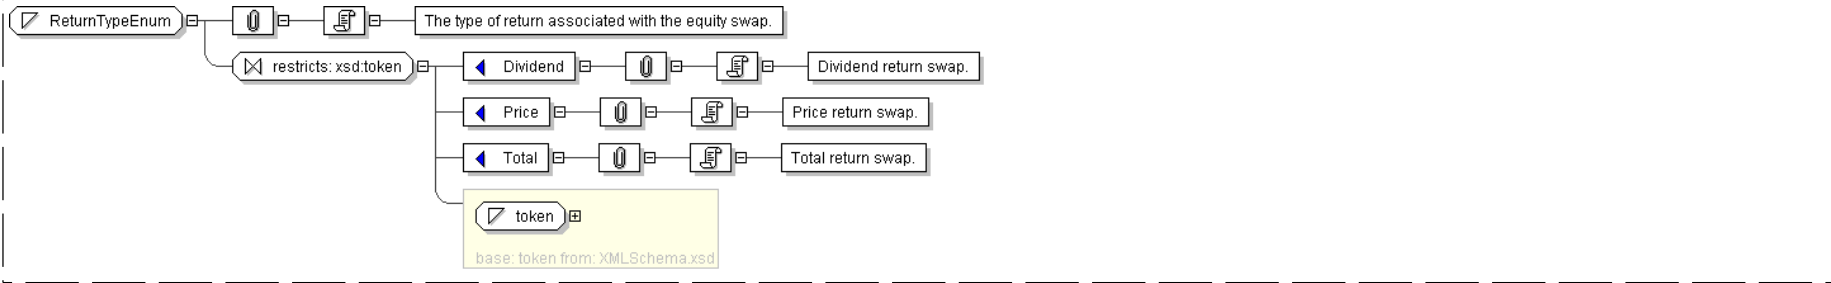 ReturnTypeEnum The type of return associated with the equity swap.
restricts: xsd:token Dividend Dividend return swap.
Price Price return swap.
Total Total return swap.
token
base: token from: XMLSchema.xsd